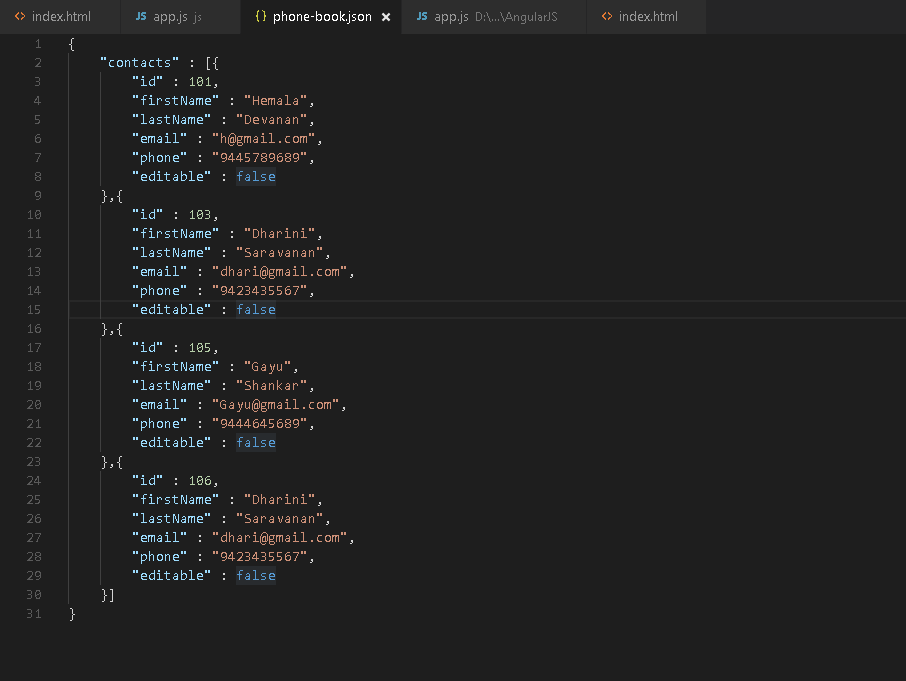 index.html JS app.js js {} phone-book.json × JS app.js D:\...\AngularJS index.html
1 {
2 "contacts" : [{
3 "id" : 101,
4 "firstName" : "Hemala",
5 "lastName" : "Devanan",
6 "email" : "h@gmail.com",
7 "phone" : "9445789689",
8 "editable" : false
9 },{
10 "id" : 103,
11 "firstName" : "Dharini",
12 "lastName" : "Saravanan",
13 "email" : "dhari@gmail.com",
14 "phone" : "9423435567",
15 "editable" : false
16 },{
17 "id" : 105,
18 "firstName" : "Gayu",
19 "lastName" : "Shankar",
20 "email" : "Gayu@gmail.com",
21 "phone" : "9444645689",
22 "editable" : false
23 },{
24 "id" : 106,
25 "firstName" : "Dharini",
26 "lastName" : "Saravanan",
27 "email" : "dhari@gmail.com",
28 "phone" : "9423435567",
29 "editable" : false
30 }]
31 }